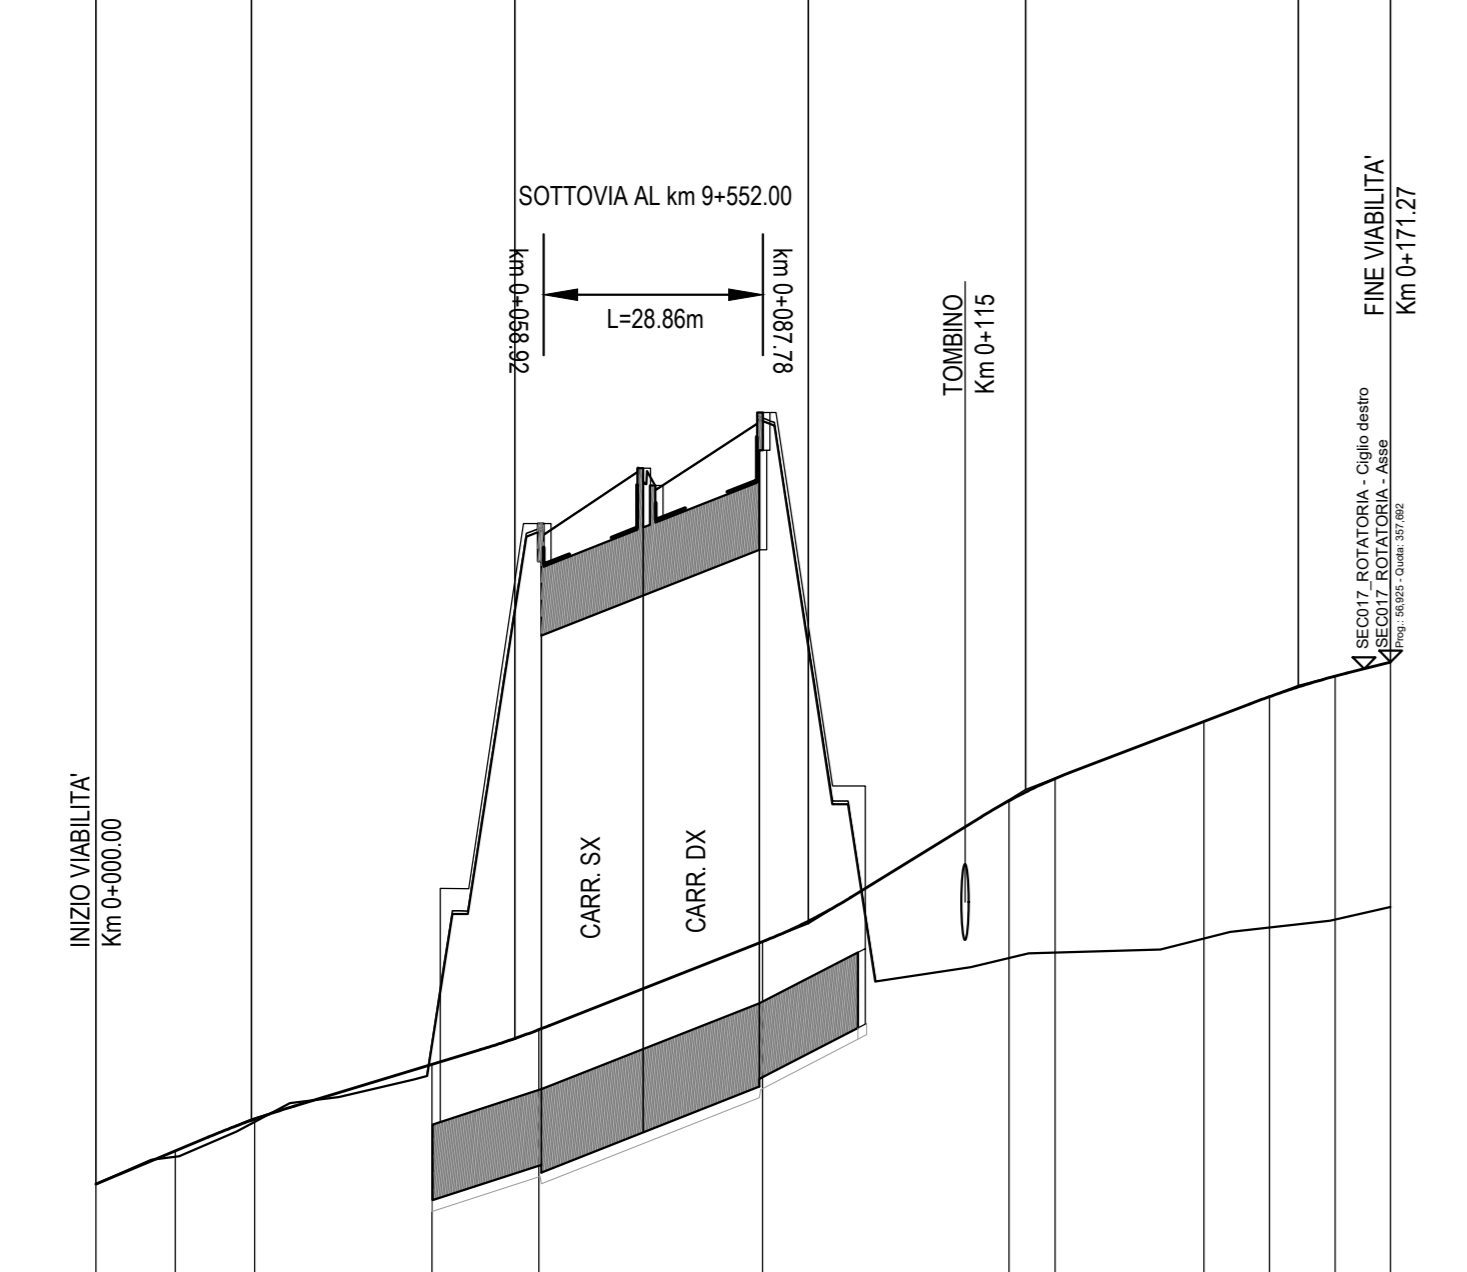 SOTTOVIA AL km 9+552.00
km 0+058.92
km 0+087.78
L=28.86m
TOMBINO
Km 0+115
FINE VIABILITA'
Km 0+171.27
SEC017_ROTATORIA - Ciglio destro
SEC017_ROTATORIA - Asse
Prog.: 56,925 - Quota: 357,692
INIZIO VIABILITA'
Km 0+000.00
CARR. SX
CARR. DX